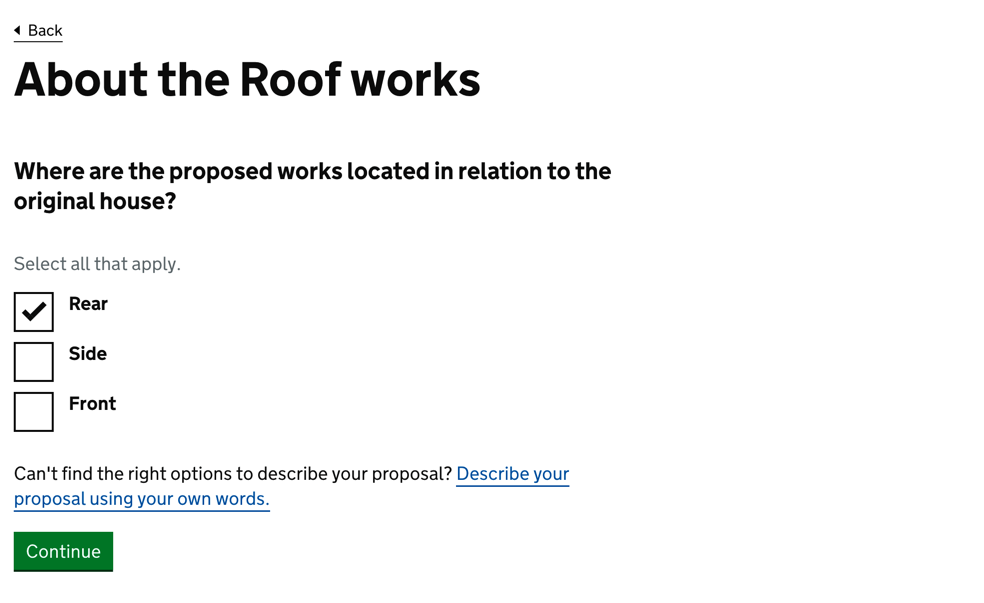 Back
About the Roof works
Where are the proposed works located in relation to the
original house?
Select all that apply.
Rear
Side
Front
Can't find the right options to describe your proposal? Describe your
proposal using your own words.
Continue